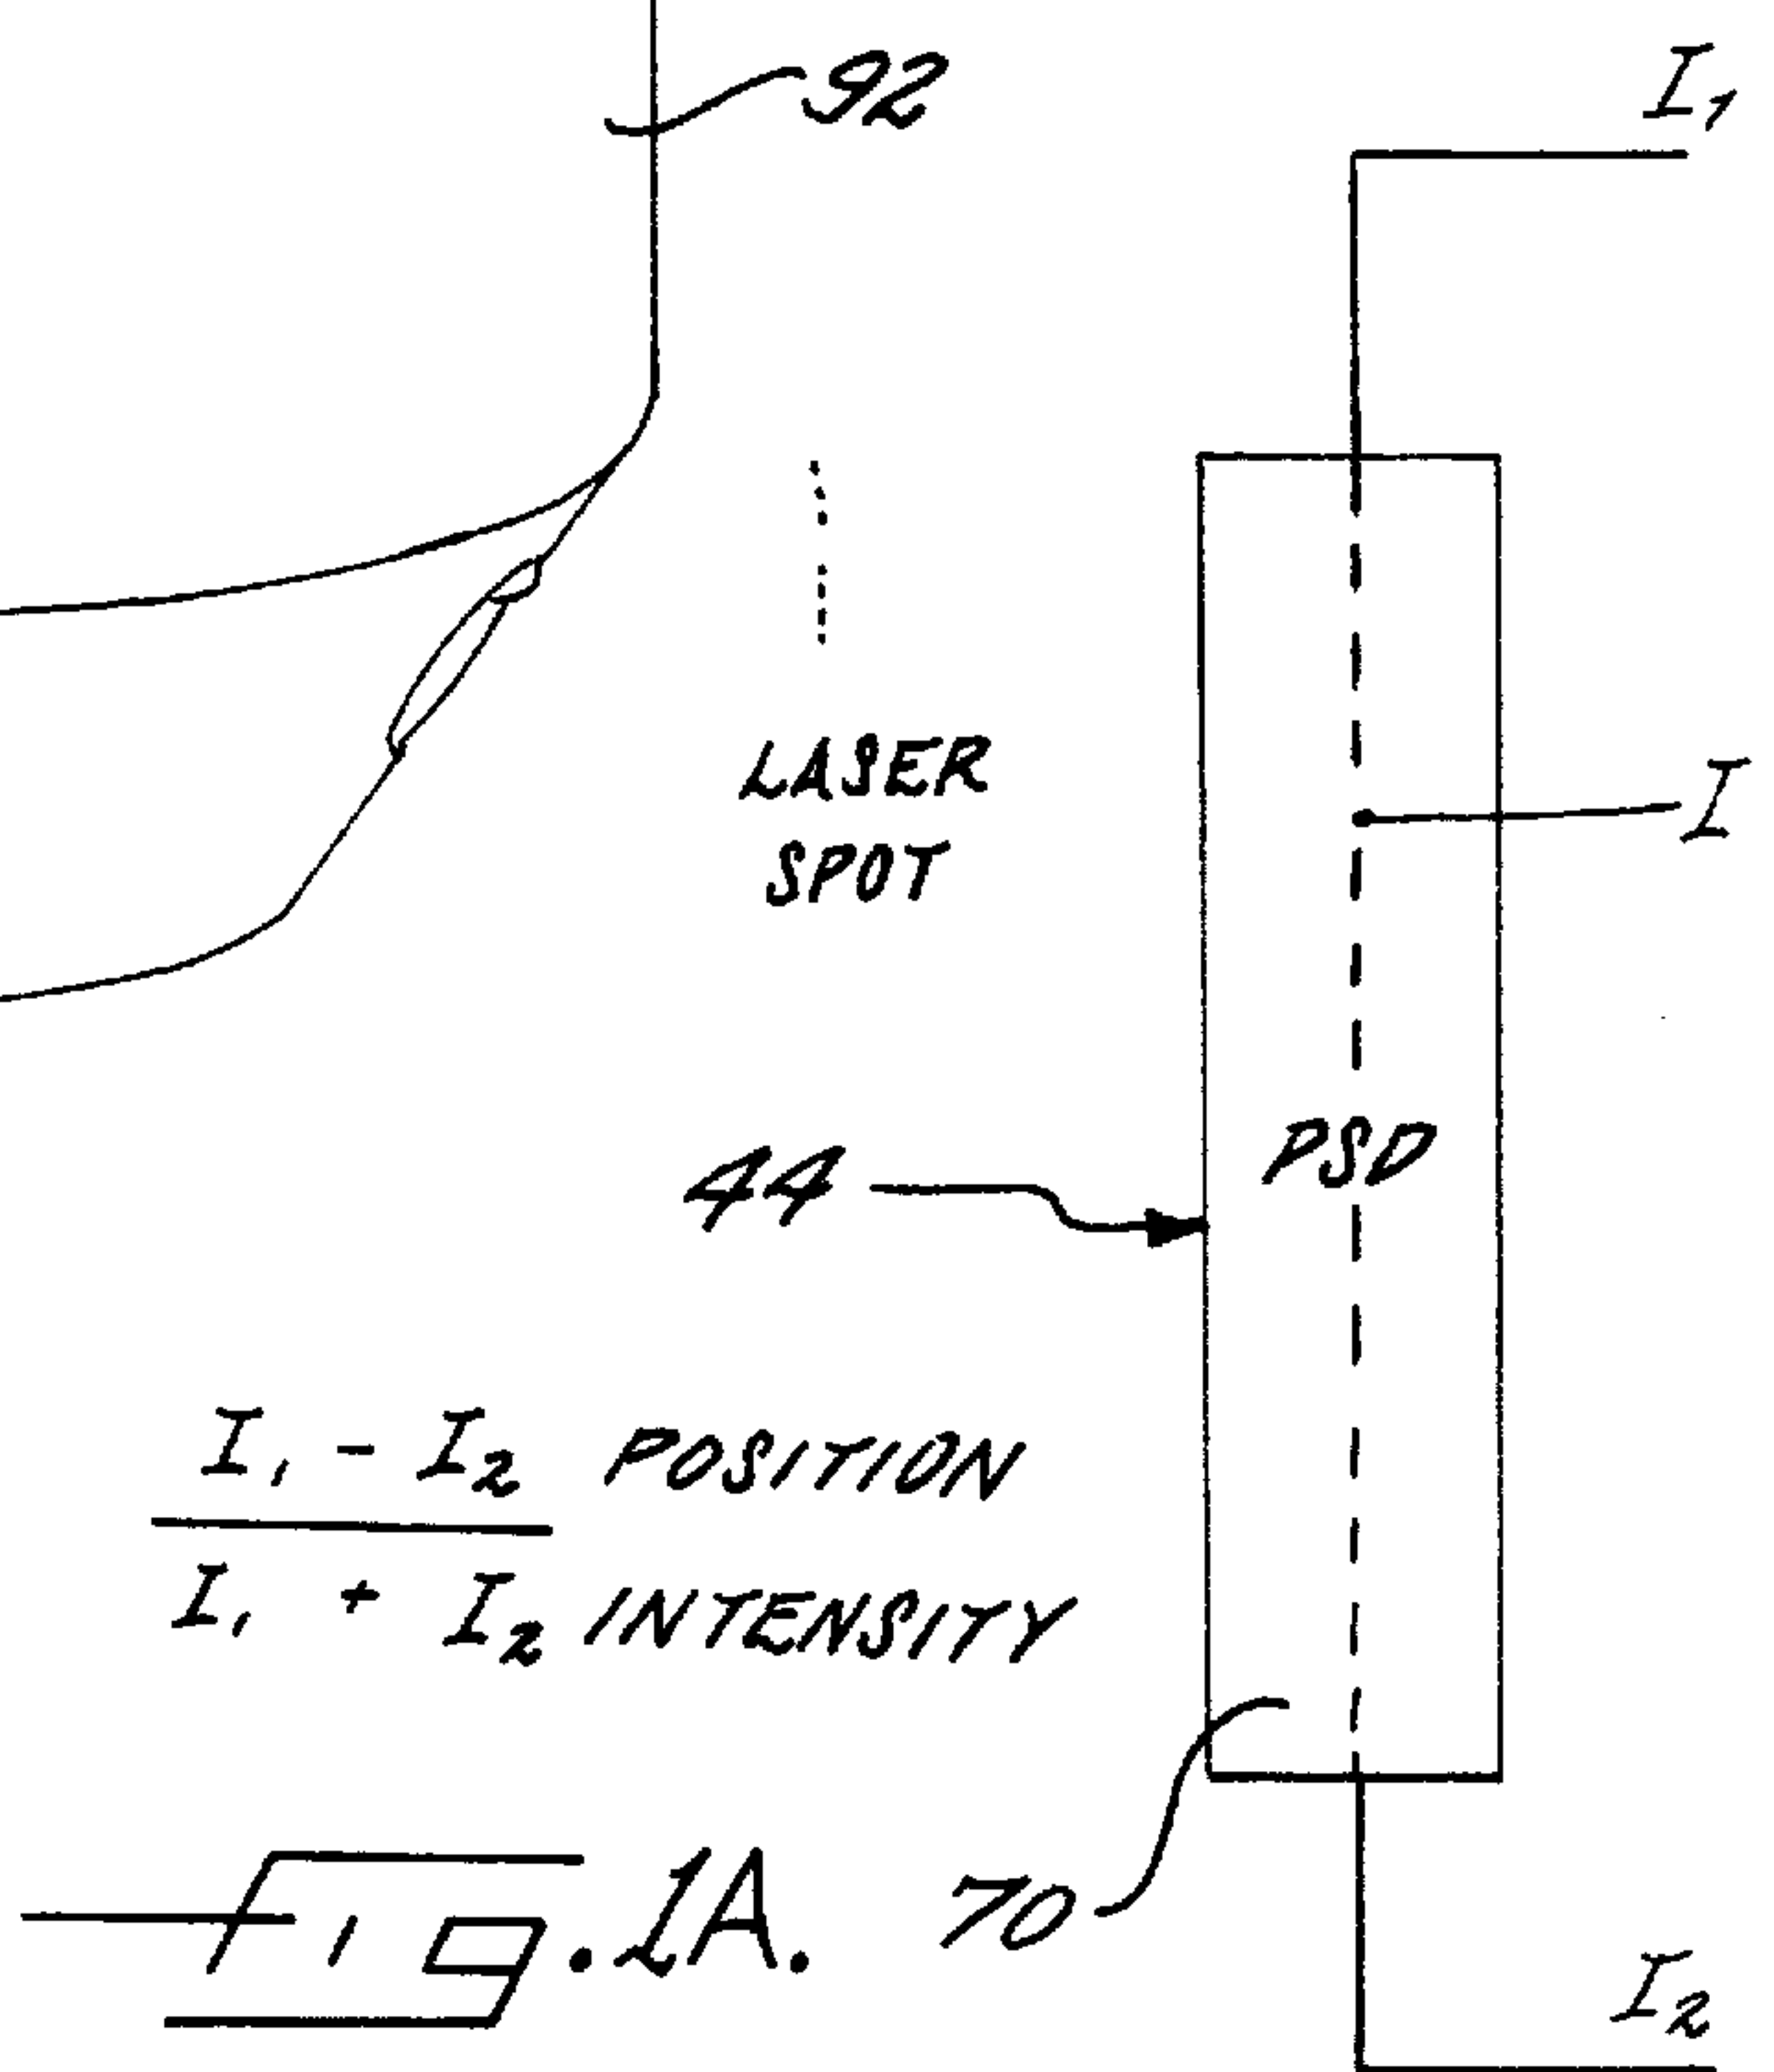 92
I1
LASER
SPOT
I
PSD
44
I1 - I2 POSITION
I1 + I2 INTENSITY
70
Fig. 1A.
I2